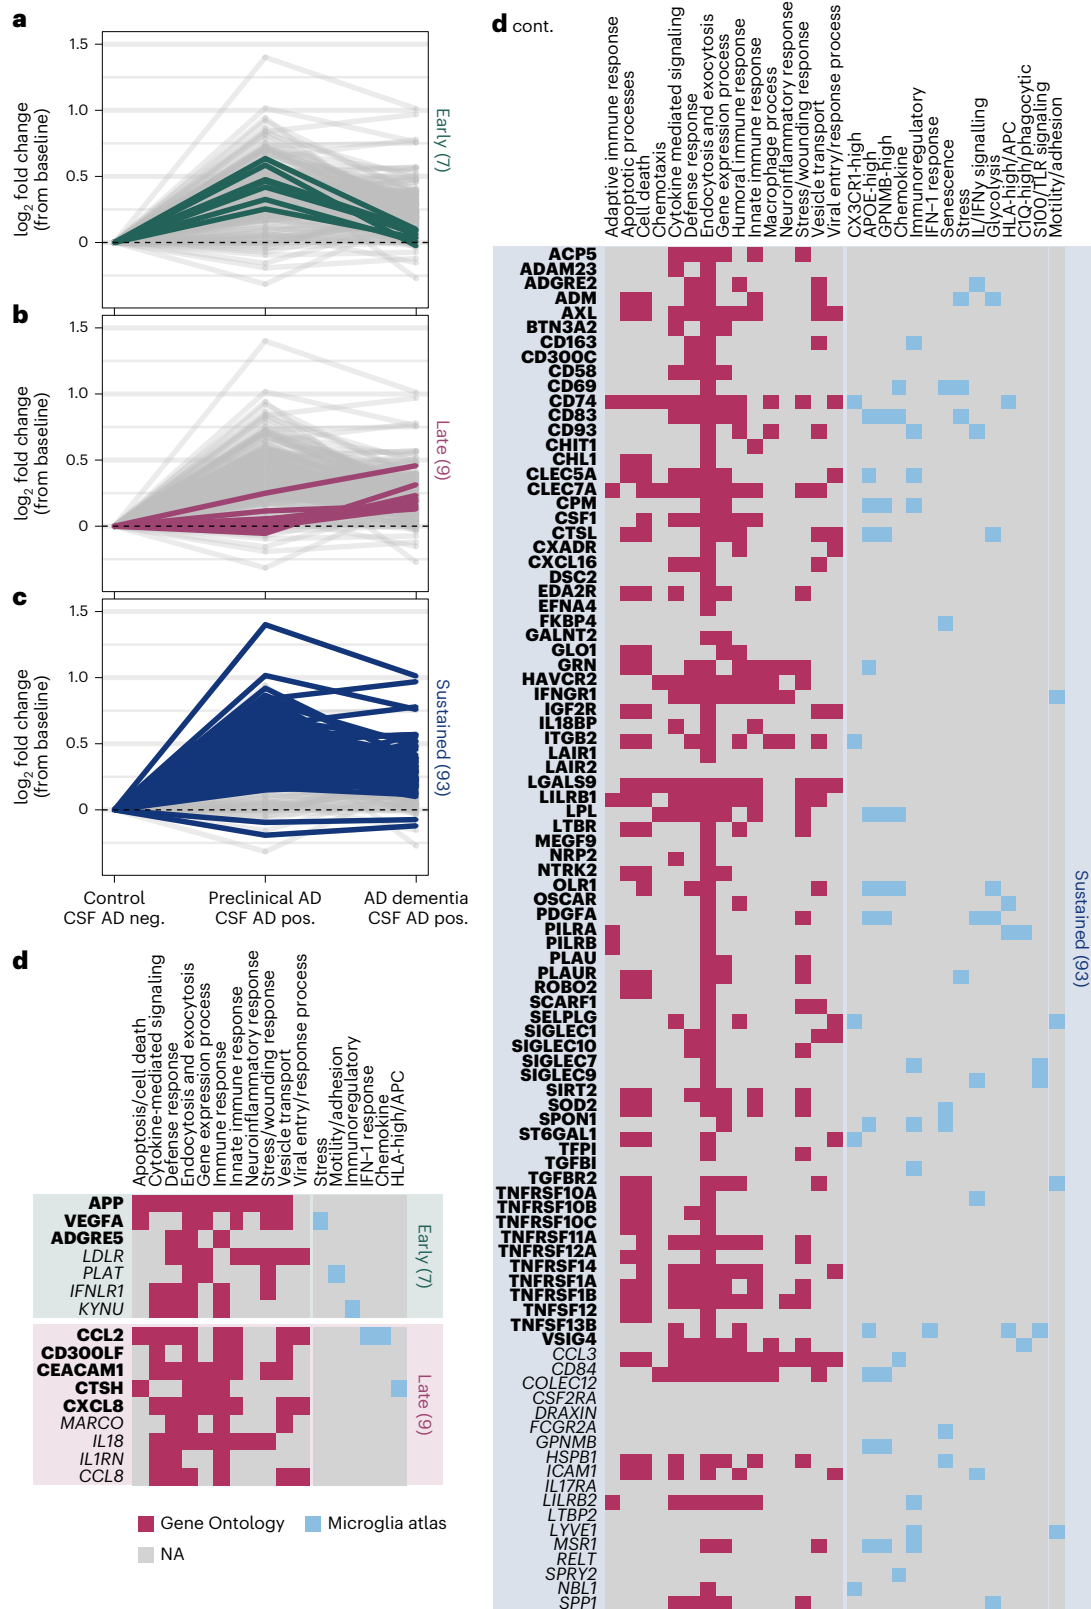 a
1.5
1.0
0.5
0
log2 fold change
(from baseline)
Early (7)
b
1.5
1.0
0.5
0
log2 fold change
(from baseline)
Late (9)
c
1.5
1.0
0.5
0
log2 fold change
(from baseline)
Sustained (93)
Control
CSF AD neg.
Preclinical AD
CSF AD pos.
AD dementia
CSF AD pos.
d
Apoptosis/cell death
Cytokine-mediated signaling
Defense response
Endocytosis and exocytosis
Gene expression process
Immune response
Innate immune response
Neuroinflammatory response
Stress/wounding response
Vesicle transport
Viral entry/response process
Stress
Motility/adhesion
Immunoregulatory
IFN-1 response
Chemokine
HLA-high/APC
APP
VEGFA
ADGRE5
LDLR
PLAT
IFNLR1
KYNU
Early (7)
CCL2
CD300LF
CEACAM1
CTSH
CXCL8
MARCO
IL18
IL1RN
CCL8
Late (9)
Gene Ontology
Microglia atlas
NA
d cont.
Adaptive immune response
Apoptotic processes
Cell death
Chemotaxis
Cytokine mediated signaling
Defense response
Endocytosis and exocytosis
Gene expression process
Humoral immune response
Innate immune response
Macrophage process
Neuroinflammatory response
Stress/wounding response
Vesicle transport
Viral entry/response process
CX3CR1-high
APOE-high
GPNMB-high
Chemokine
Immunoregulatory
IFN-1 response
Senescence
Stress
IL/IFNγ signalling
Glycolysis
HLA-high/APC
C1Q-high/phagocytic
S100/TLR signaling
Motility/adhesion
ACP5
ADAM23
ADGRE2
ADM
AXL
BTN3A2
CD163
CD300C
CD58
CD69
CD74
CD83
CD93
CHIT1
CHL1
CLEC5A
CLEC7A
CPM
CSF1
CTSL
CXADR
CXCL16
DSC2
EDA2R
EFNA4
FKBP4
GALNT2
GLO1
GRN
HAVCR2
IFNGR1
IGF2R
IL18BP
ITGB2
LAIR1
LAIR2
LGALS9
LILRB1
LPL
LTBR
MEGF9
NRP2
NTRK2
OLR1
OSCAR
PDGFA
PILRA
PILRB
PLAU
PLAUR
ROBO2
SCARF1
SELPLG
SIGLEC1
SIGLEC10
SIGLEC7
SIGLEC9
SIRT2
SOD2
SPON1
ST6GAL1
TFPI
TGFBI
TGFBR2
TNFRSF10A
TNFRSF10B
TNFRSF10C
TNFRSF11A
TNFRSF12A
TNFRSF14
TNFRSF1A
TNFRSF1B
TNFSF12
TNFSF13B
VSIG4
CCL3
CD84
COLEC12
CSF2RA
DRAXIN
FCGR2A
GPNMB
HSPB1
ICAM1
IL17RA
LILRB2
LTBP2
LYVE1
MSR1
RELT
SPRY2
NBL1
SPP1
Sustained (93)